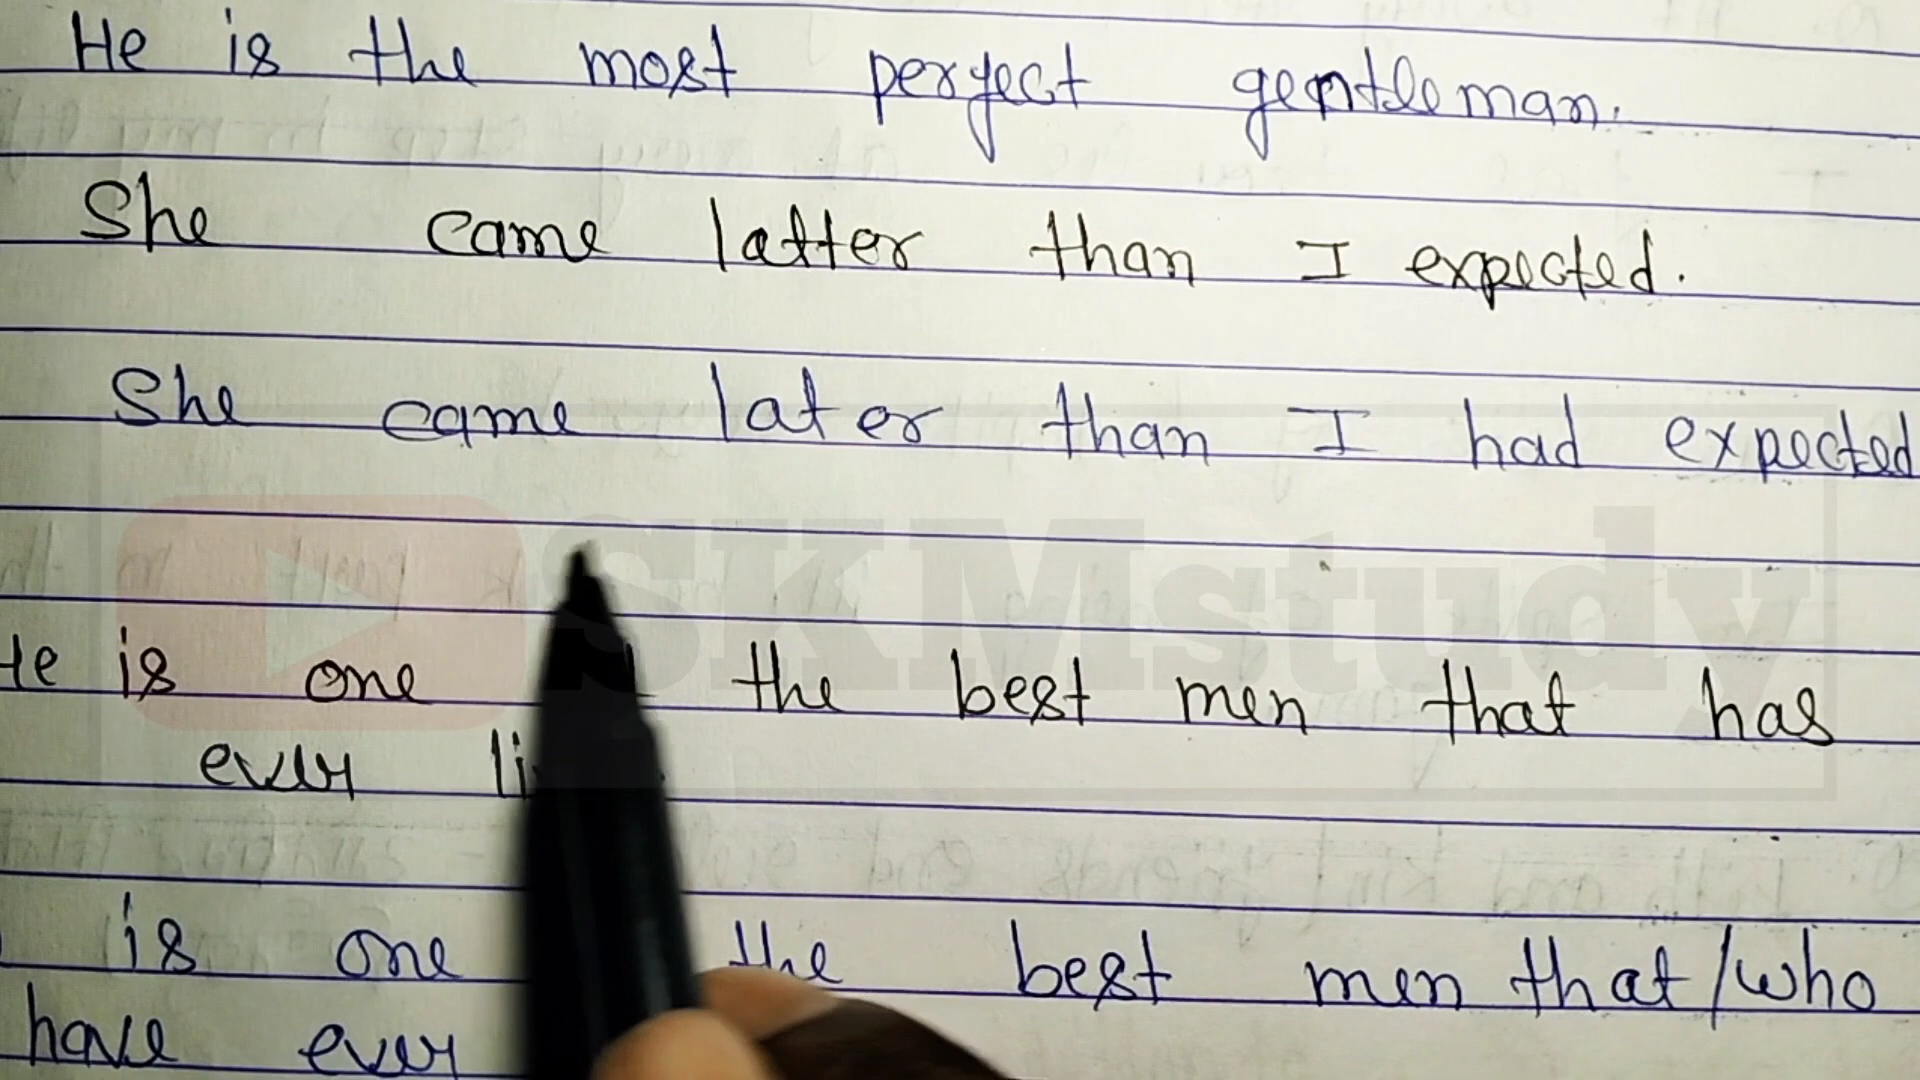 He is the most perfect gentleman.
She came latter than I expected.
She came later than I had expected
SKMstudy
He is one the best men that has
ever
is one the best men that/who
have ever